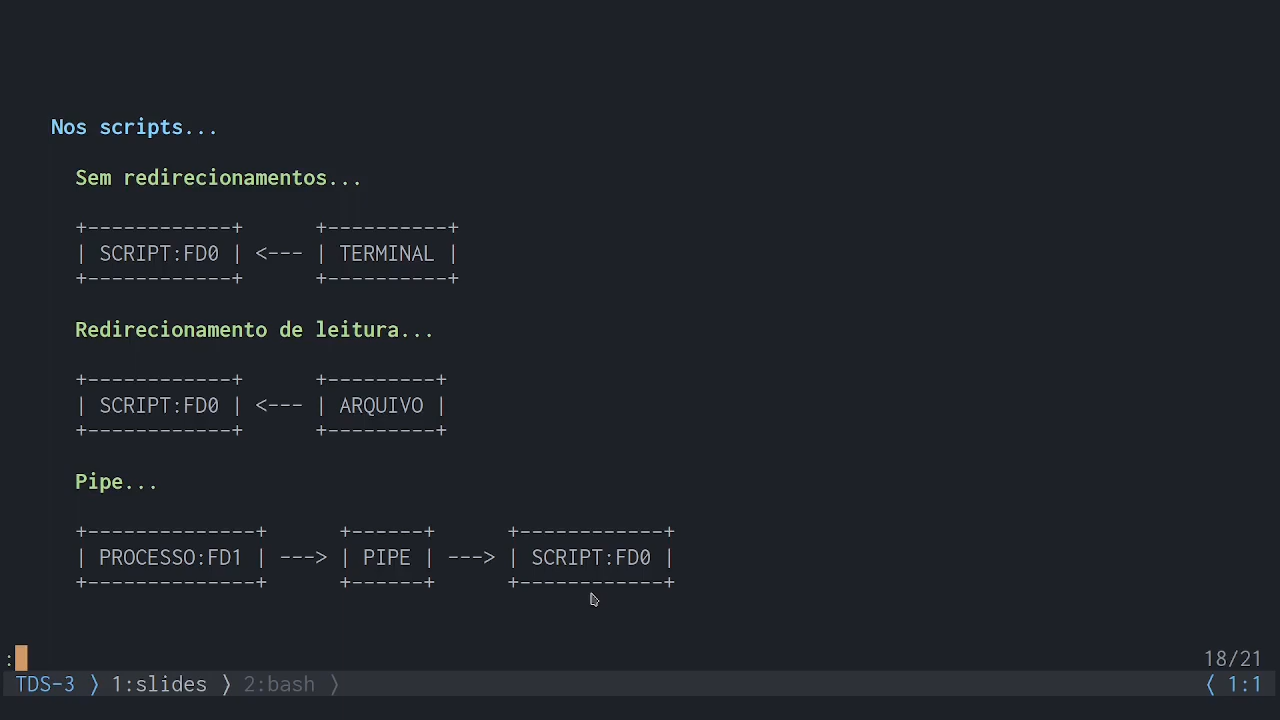 Nos scripts...
Sem redirecionamentos...
+------------+      +----------+
| SCRIPT:FD0 | <--- | TERMINAL |
+------------+      +----------+
Redirecionamento de leitura...
+------------+      +---------+
| SCRIPT:FD0 | <--- | ARQUIVO |
+------------+      +---------+
Pipe...
+--------------+      +------+      +------------+
| PROCESSO:FD1 | ---> | PIPE | ---> | SCRIPT:FD0 |
+--------------+      +------+      +------------+
: 18/21
TDS-3 ⟩ 1:slides ⟩ 2:bash ⟩ ⟨ 1:1